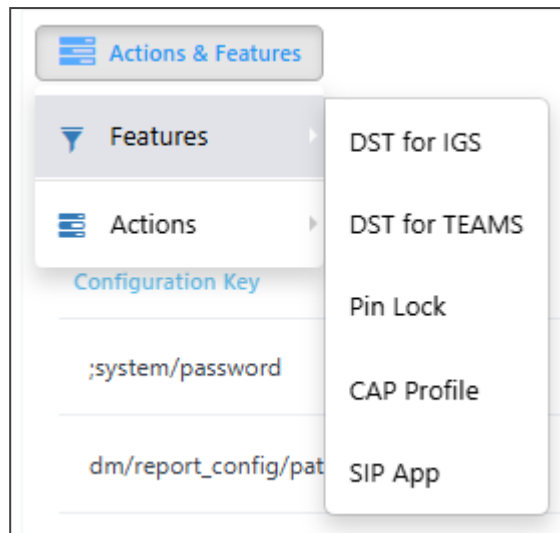 Actions & Features
Features
Actions
DST for IGS
DST for TEAMS
Pin Lock
CAP Profile
SIP App
Configuration Key
;system/password
dm/report_config/pat